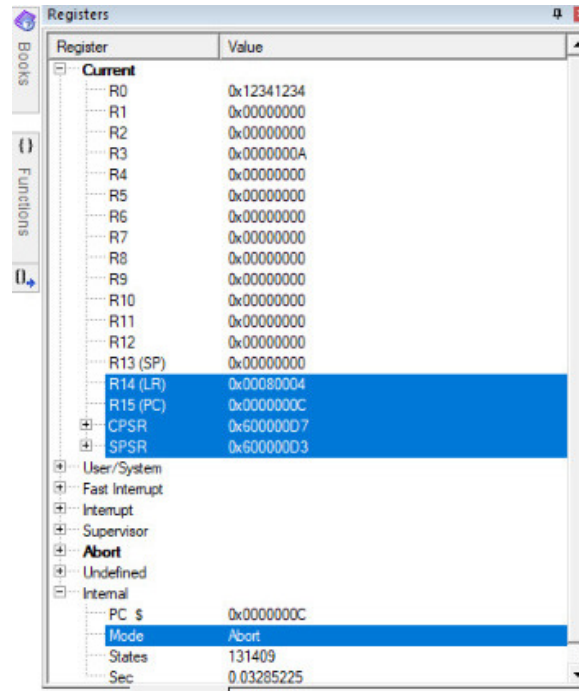 Registers
Register Value
Current
R0 0x12341234
R1 0x00000000
R2 0x00000000
R3 0x0000000A
R4 0x00000000
R5 0x00000000
R6 0x00000000
R7 0x00000000
R8 0x00000000
R9 0x00000000
R10 0x00000000
R11 0x00000000
R12 0x00000000
R13 (SP) 0x00000000
R14 (LR) 0x00080004
R15 (PC) 0x0000000C
CPSR 0x600000D7
SPSR 0x600000D3
User/System
Fast Interrupt
Interrupt
Supervisor
Abort
Undefined
Internal
PC $ 0x0000000C
Mode Abort
States 131409
Sec 0.03285225
Books
{} Functions